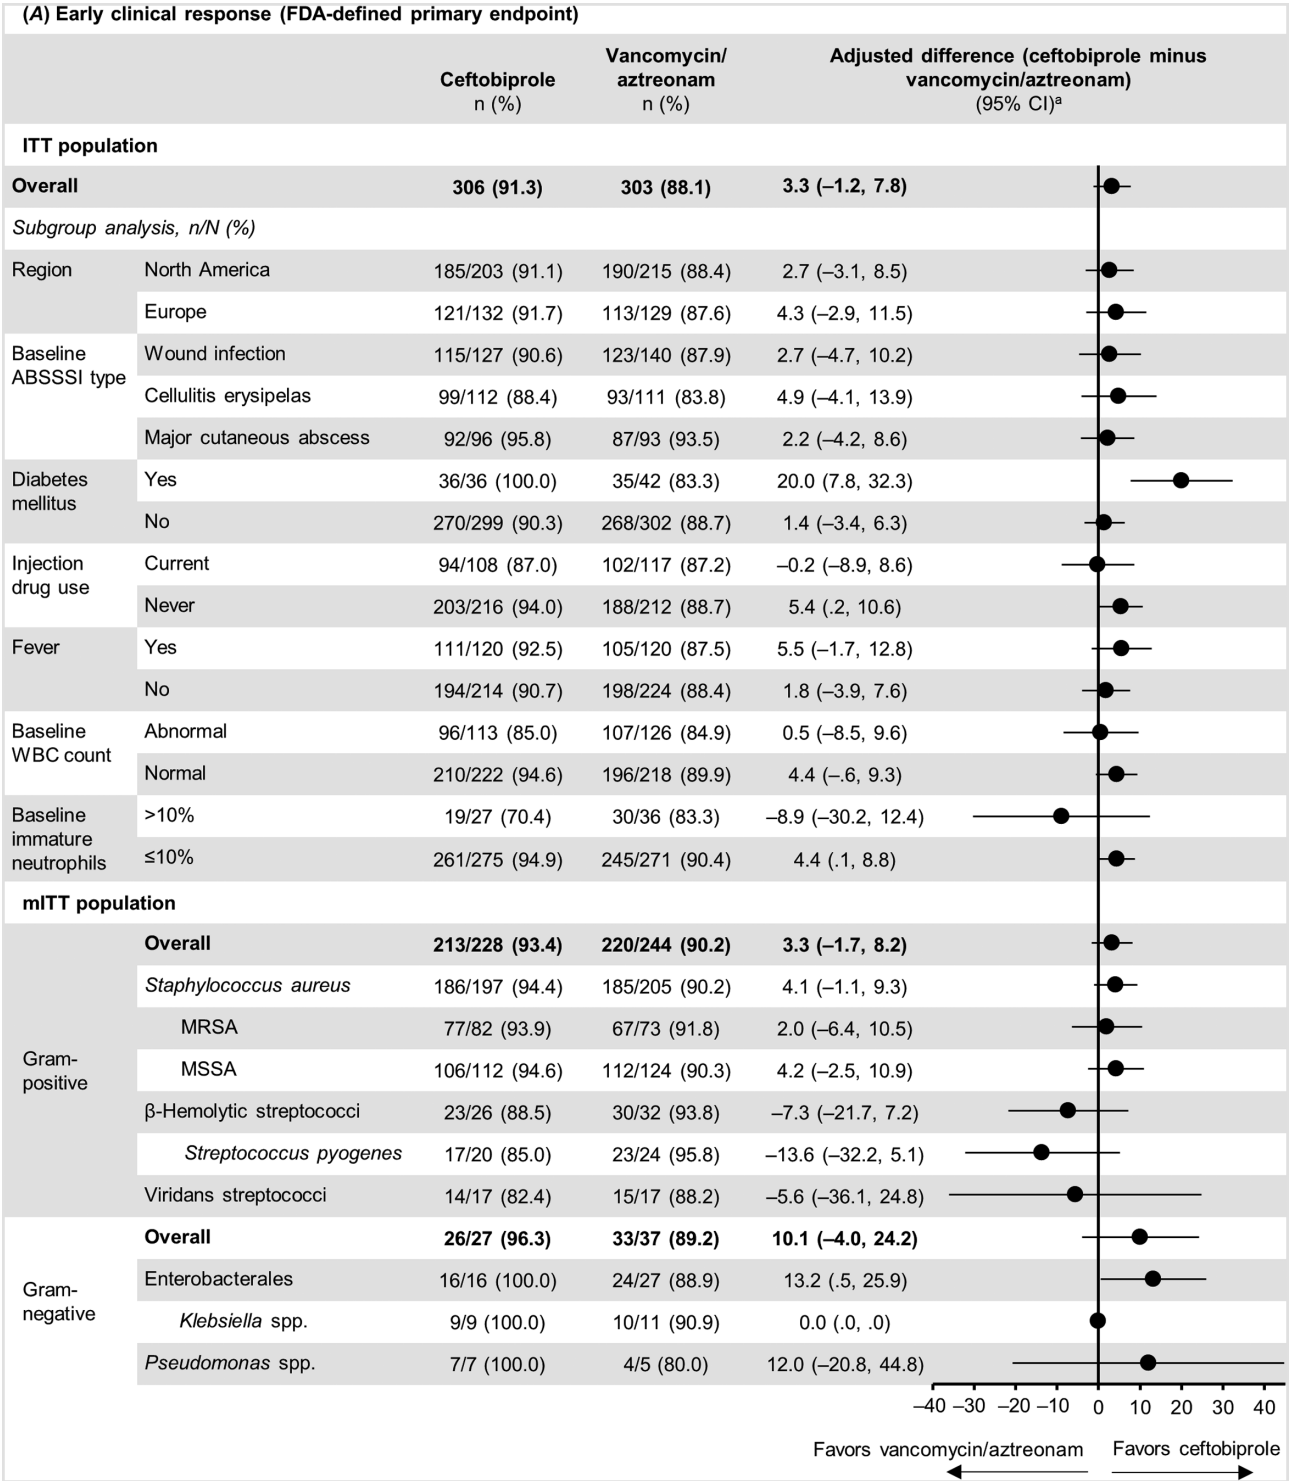 (A) Early clinical response (FDA-defined primary endpoint)
Ceftobiprole
n (%)
Vancomycin/
aztreonam
n (%)
Adjusted difference (ceftobiprole minus
vancomycin/aztreonam)
(95% CI)ᵃ
ITT population
Overall 306 (91.3) 303 (88.1) 3.3 (–1.2, 7.8)
Subgroup analysis, n/N (%)
Region North America 185/203 (91.1) 190/215 (88.4) 2.7 (–3.1, 8.5)
Europe 121/132 (91.7) 113/129 (87.6) 4.3 (–2.9, 11.5)
Baseline
ABSSSI type
Wound infection 115/127 (90.6) 123/140 (87.9) 2.7 (–4.7, 10.2)
Cellulitis erysipelas 99/112 (88.4) 93/111 (83.8) 4.9 (–4.1, 13.9)
Major cutaneous abscess 92/96 (95.8) 87/93 (93.5) 2.2 (–4.2, 8.6)
Diabetes
mellitus
Yes 36/36 (100.0) 35/42 (83.3) 20.0 (7.8, 32.3)
No 270/299 (90.3) 268/302 (88.7) 1.4 (–3.4, 6.3)
Injection
drug use
Current 94/108 (87.0) 102/117 (87.2) –0.2 (–8.9, 8.6)
Never 203/216 (94.0) 188/212 (88.7) 5.4 (.2, 10.6)
Fever Yes 111/120 (92.5) 105/120 (87.5) 5.5 (–1.7, 12.8)
No 194/214 (90.7) 198/224 (88.4) 1.8 (–3.9, 7.6)
Baseline
WBC count
Abnormal 96/113 (85.0) 107/126 (84.9) 0.5 (–8.5, 9.6)
Normal 210/222 (94.6) 196/218 (89.9) 4.4 (–.6, 9.3)
Baseline
immature
neutrophils
>10% 19/27 (70.4) 30/36 (83.3) –8.9 (–30.2, 12.4)
≤10% 261/275 (94.9) 245/271 (90.4) 4.4 (.1, 8.8)
mITT population
Gram-
positive
Overall 213/228 (93.4) 220/244 (90.2) 3.3 (–1.7, 8.2)
Staphylococcus aureus 186/197 (94.4) 185/205 (90.2) 4.1 (–1.1, 9.3)
MRSA 77/82 (93.9) 67/73 (91.8) 2.0 (–6.4, 10.5)
MSSA 106/112 (94.6) 112/124 (90.3) 4.2 (–2.5, 10.9)
β-Hemolytic streptococci 23/26 (88.5) 30/32 (93.8) –7.3 (–21.7, 7.2)
Streptococcus pyogenes 17/20 (85.0) 23/24 (95.8) –13.6 (–32.2, 5.1)
Viridans streptococci 14/17 (82.4) 15/17 (88.2) –5.6 (–36.1, 24.8)
Gram-
negative
Overall 26/27 (96.3) 33/37 (89.2) 10.1 (–4.0, 24.2)
Enterobacterales 16/16 (100.0) 24/27 (88.9) 13.2 (.5, 25.9)
Klebsiella spp. 9/9 (100.0) 10/11 (90.9) 0.0 (.0, .0)
Pseudomonas spp. 7/7 (100.0) 4/5 (80.0) 12.0 (–20.8, 44.8)
–40 –30 –20 –10 0 10 20 30 40
Favors vancomycin/aztreonam Favors ceftobiprole